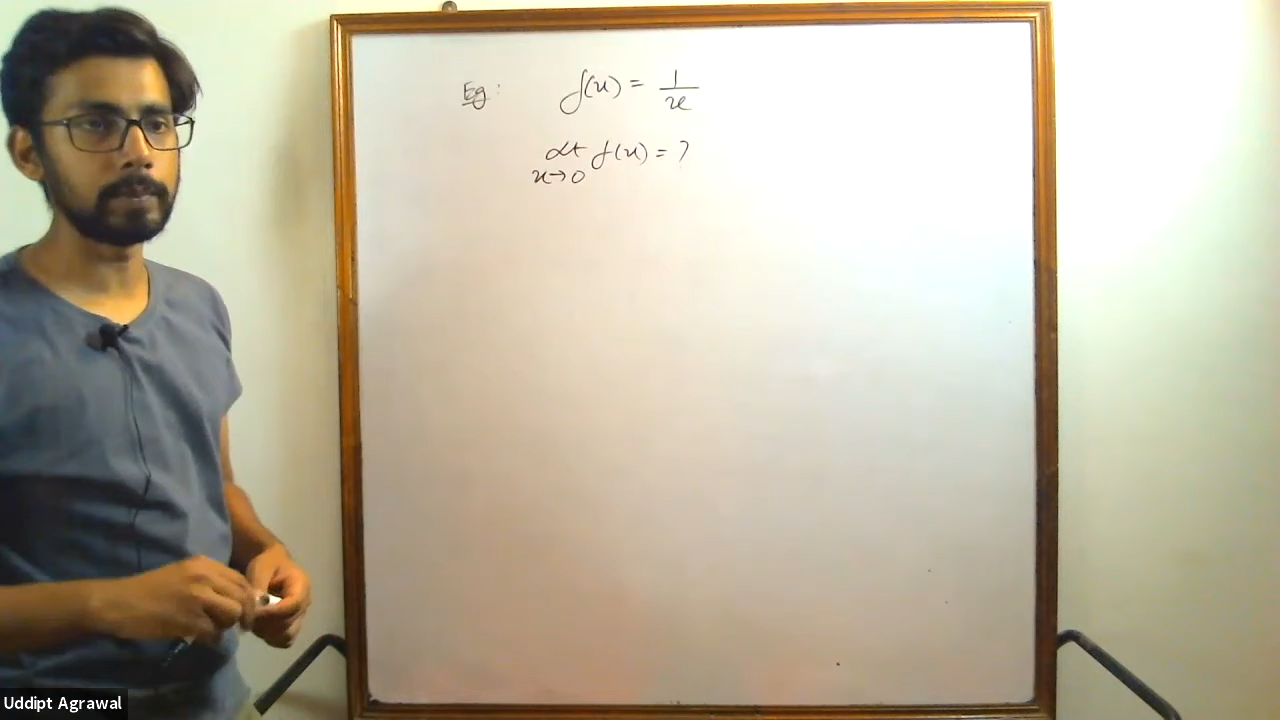 Eg: f(x) = 1/x
lt f(x) = ?
x→0
Uddipt Agrawal